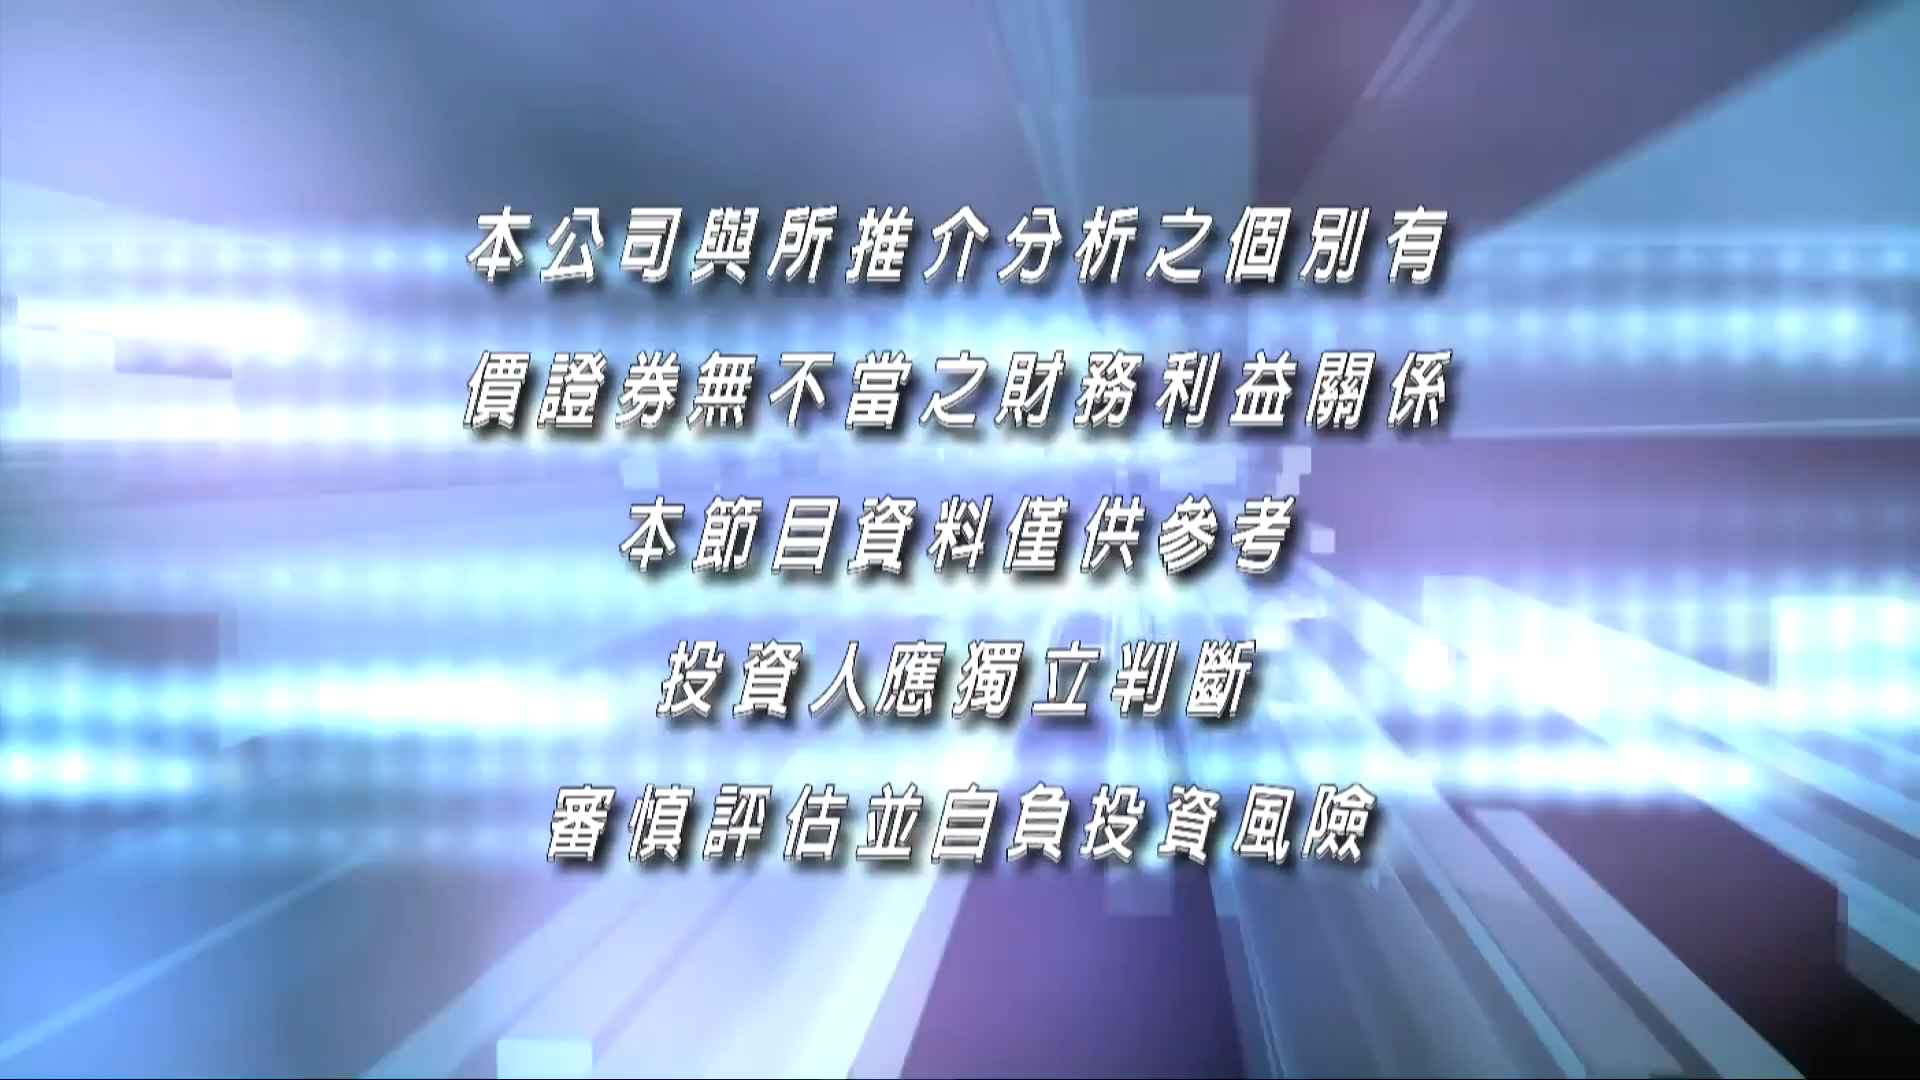 本公司與所推介分析之個別有
價證券無不當之財務利益關係
本節目資料僅供參考
投資人應獨立判斷
審慎評估並自負投資風險